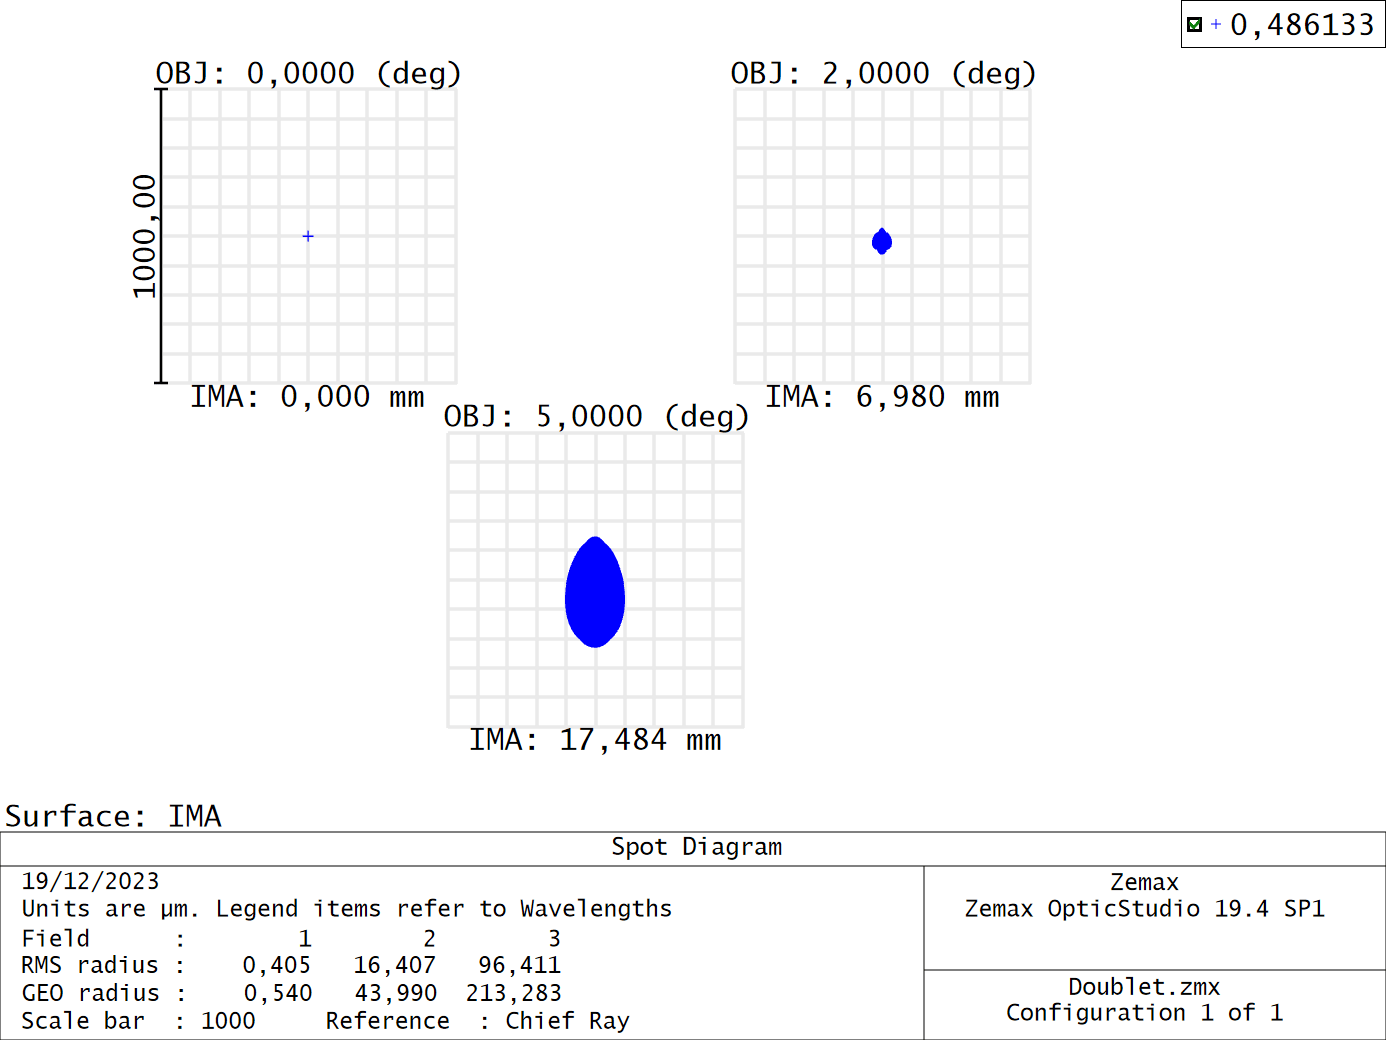 0,486133
OBJ: 0,0000 (deg)
OBJ: 2,0000 (deg)
1000,00
IMA: 0,000 mm
IMA: 6,980 mm
OBJ: 5,0000 (deg)
IMA: 17,484 mm
Surface: IMA
Spot Diagram
19/12/2023
Units are µm. Legend items refer to Wavelengths
Field : 1 2 3
RMS radius : 0,405 16,407 96,411
GEO radius : 0,540 43,990 213,283
Scale bar : 1000 Reference : Chief Ray
Zemax
Zemax OpticStudio 19.4 SP1
Doublet.zmx
Configuration 1 of 1